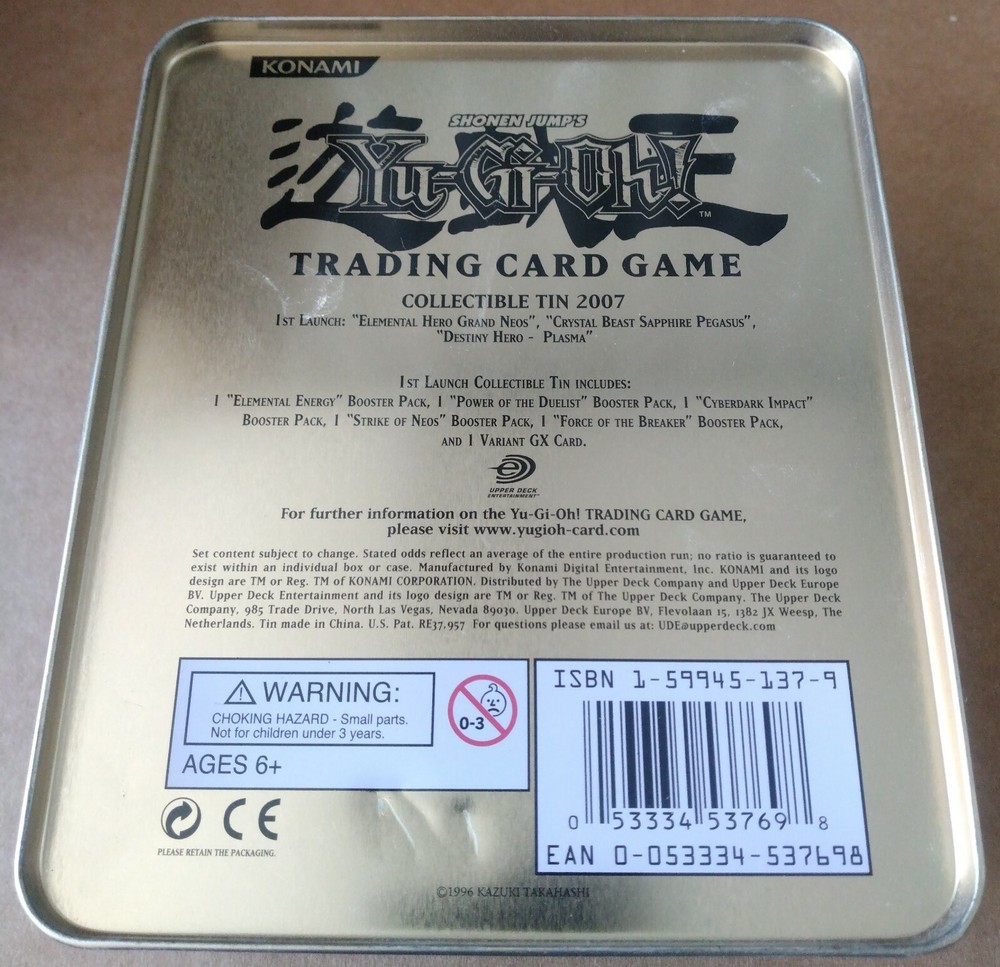 KONAMI
SHONEN JUMP'S
遊戯王
Yu-Gi-Oh!
TM
TRADING CARD GAME
COLLECTIBLE TIN 2007
1ST LAUNCH: "ELEMENTAL HERO GRAND NEOS", "CRYSTAL BEAST SAPPHIRE PEGASUS",
"DESTINY HERO - PLASMA"
1ST LAUNCH COLLECTIBLE TIN INCLUDES:
1 "ELEMENTAL ENERGY" BOOSTER PACK, 1 "POWER OF THE DUELIST" BOOSTER PACK, 1 "CYBERDARK IMPACT"
BOOSTER PACK, 1 "STRIKE OF NEOS" BOOSTER PACK, 1 "FORCE OF THE BREAKER" BOOSTER PACK,
AND 1 VARIANT GX CARD.
UPPER DECK
ENTERTAINMENT™
For further information on the Yu-Gi-Oh! TRADING CARD GAME,
please visit www.yugioh-card.com
Set content subject to change. Stated odds reflect an average of the entire production run; no ratio is guaranteed to
exist within an individual box or case. Manufactured by Konami Digital Entertainment, Inc. KONAMI and its logo
design are TM or Reg. TM of KONAMI CORPORATION. Distributed by The Upper Deck Company and Upper Deck Europe
BV. Upper Deck Entertainment and its logo design are TM or Reg. TM of The Upper Deck Company. The Upper Deck
Company, 985 Trade Drive, North Las Vegas, Nevada 89030. Upper Deck Europe BV, Flevolaan 15, 1382 JX Weesp, The
Netherlands. Tin made in China. U.S. Pat. RE37,957 For questions please email us at: UDE@upperdeck.com
WARNING:
CHOKING HAZARD - Small parts.
Not for children under 3 years.
0-3
AGES 6+
CE
PLEASE RETAIN THE PACKAGING.
ISBN 1-59945-137-9
0 53334 53769 8
EAN 0-053334-537698
©1996 KAZUKI TAKAHASHI